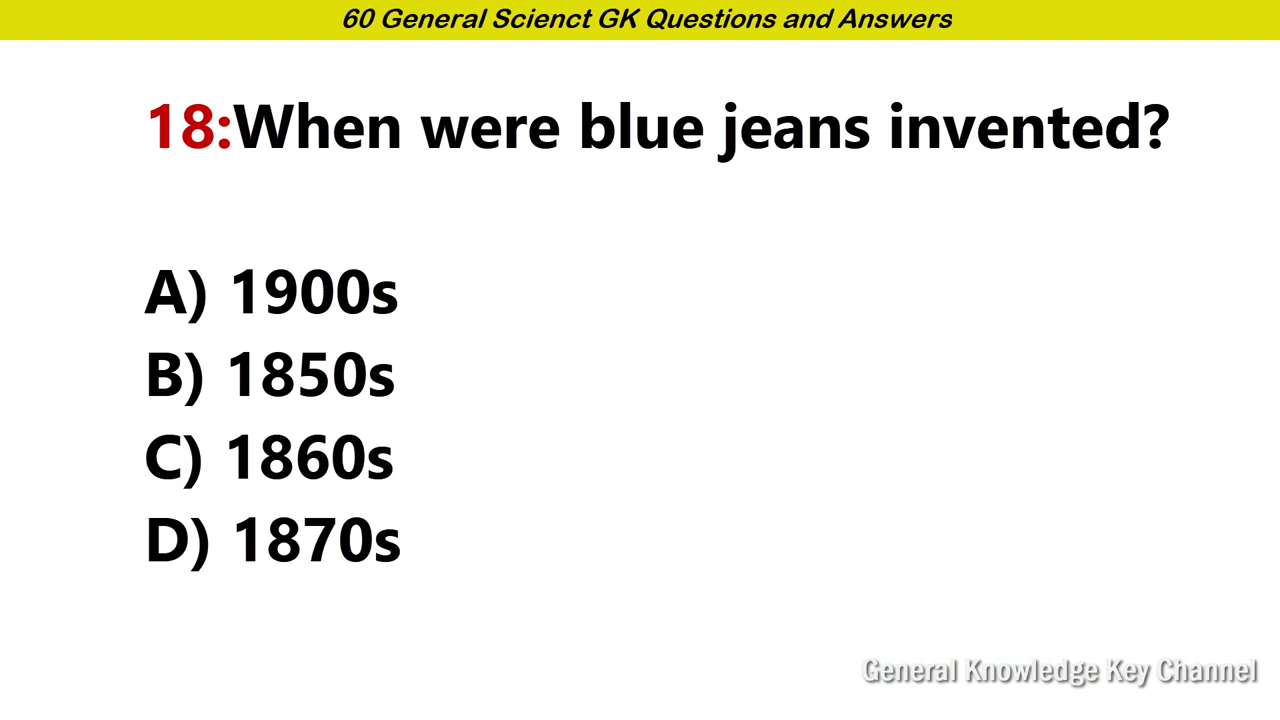 60 General Scienct GK Questions and Answers
18:When were blue jeans invented?
A) 1900s
B) 1850s
C) 1860s
D) 1870s
General Knowledge Key Channel